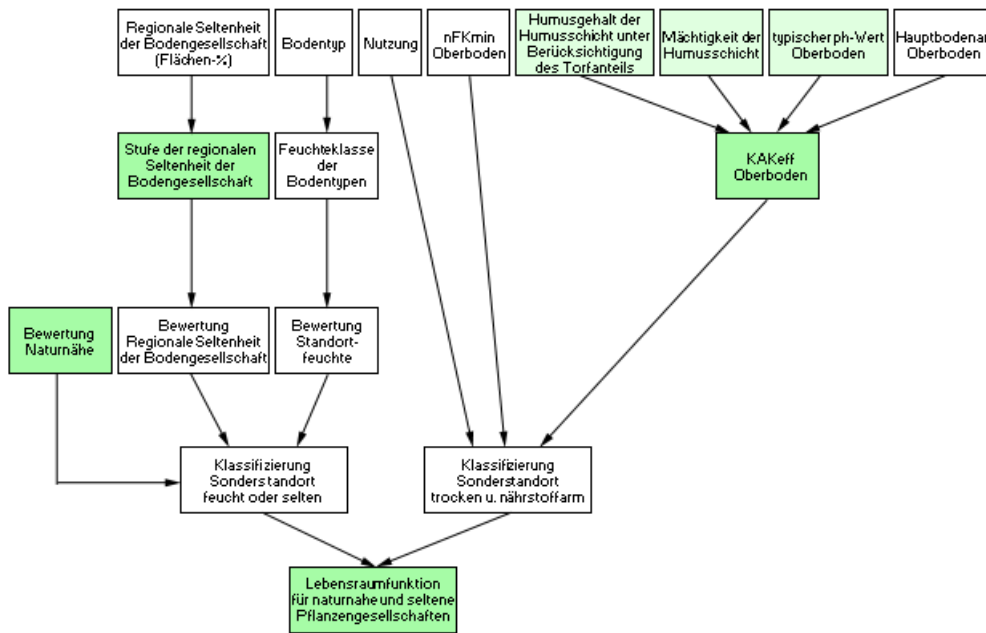 Regionale Seltenheit
der Bodengesellschaft
(Flächen-%)
Bodentyp
Nutzung
nFKmin
Oberboden
Humusgehalt der
Humusschicht unter
Berücksichtigung
des Torfanteils
Mächtigkeit der
Humusschicht
typischer ph-Wert
Oberboden
Hauptbodenar
Oberboden
Stufe der regionalen
Seltenheit der
Bodengesellschaft
Feuchteklasse
der
Bodentypen
KAKeff
Oberboden
Bewertung
Naturnähe
Bewertung
Regionale Seltenheit
der Bodengesellschaft
Bewertung
Standort-
feuchte
Klassifizierung
Sonderstandort
feucht oder selten
Klassifizierung
Sonderstandort
trocken u. nährstoffarm
Lebensraumfunktion
für naturnahe und seltene
Pflanzengesellschaften